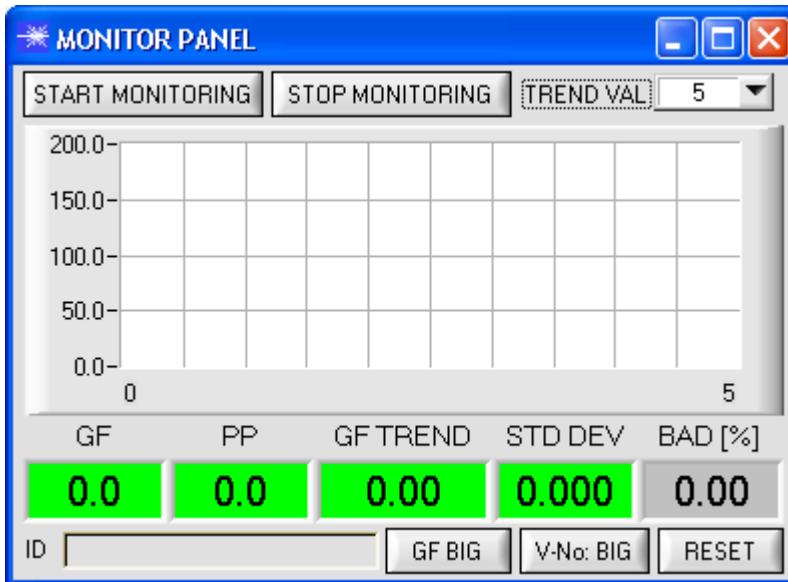 MONITOR PANEL
START MONITORING STOP MONITORING TREND VAL 5
200.0
150.0
100.0
50.0
0.0
0 5
GF PP GF TREND STD DEV BAD [%]
0.0 0.0 0.00 0.000 0.00
ID GF BIG V-No: BIG RESET